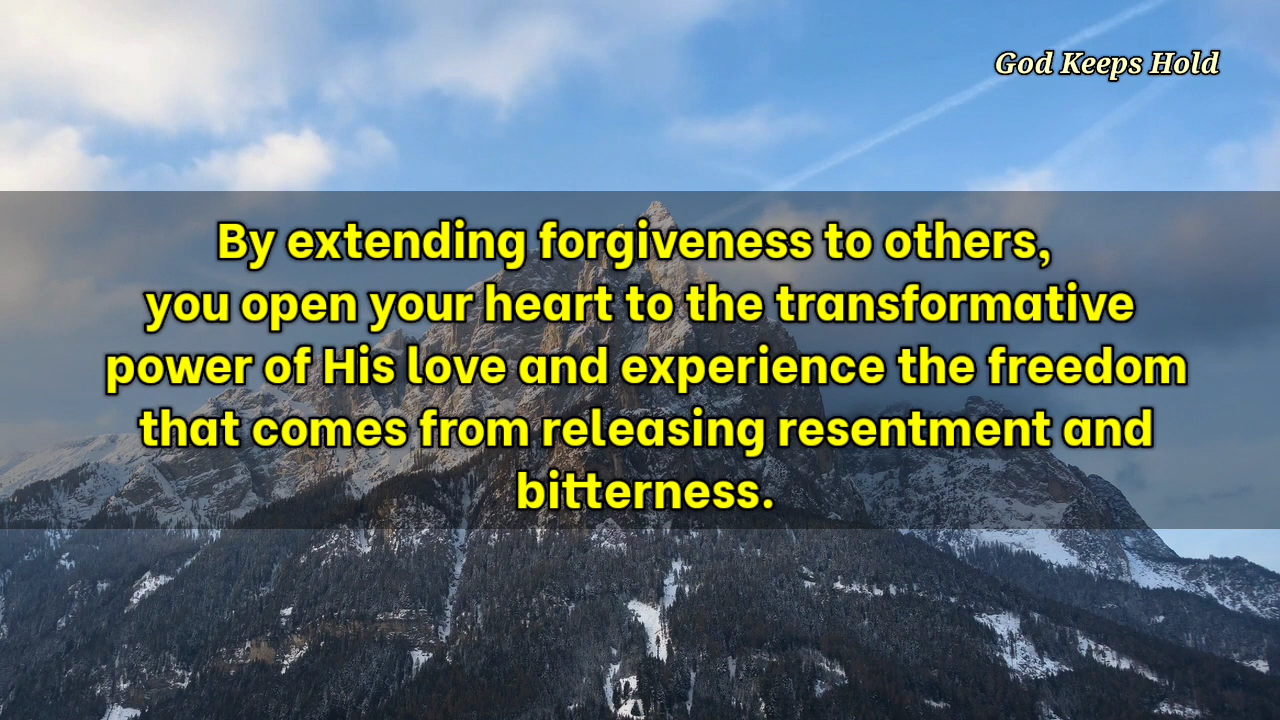 God Keeps Hold
By extending forgiveness to others,
you open your heart to the transformative
power of His love and experience the freedom
that comes from releasing resentment and
bitterness.